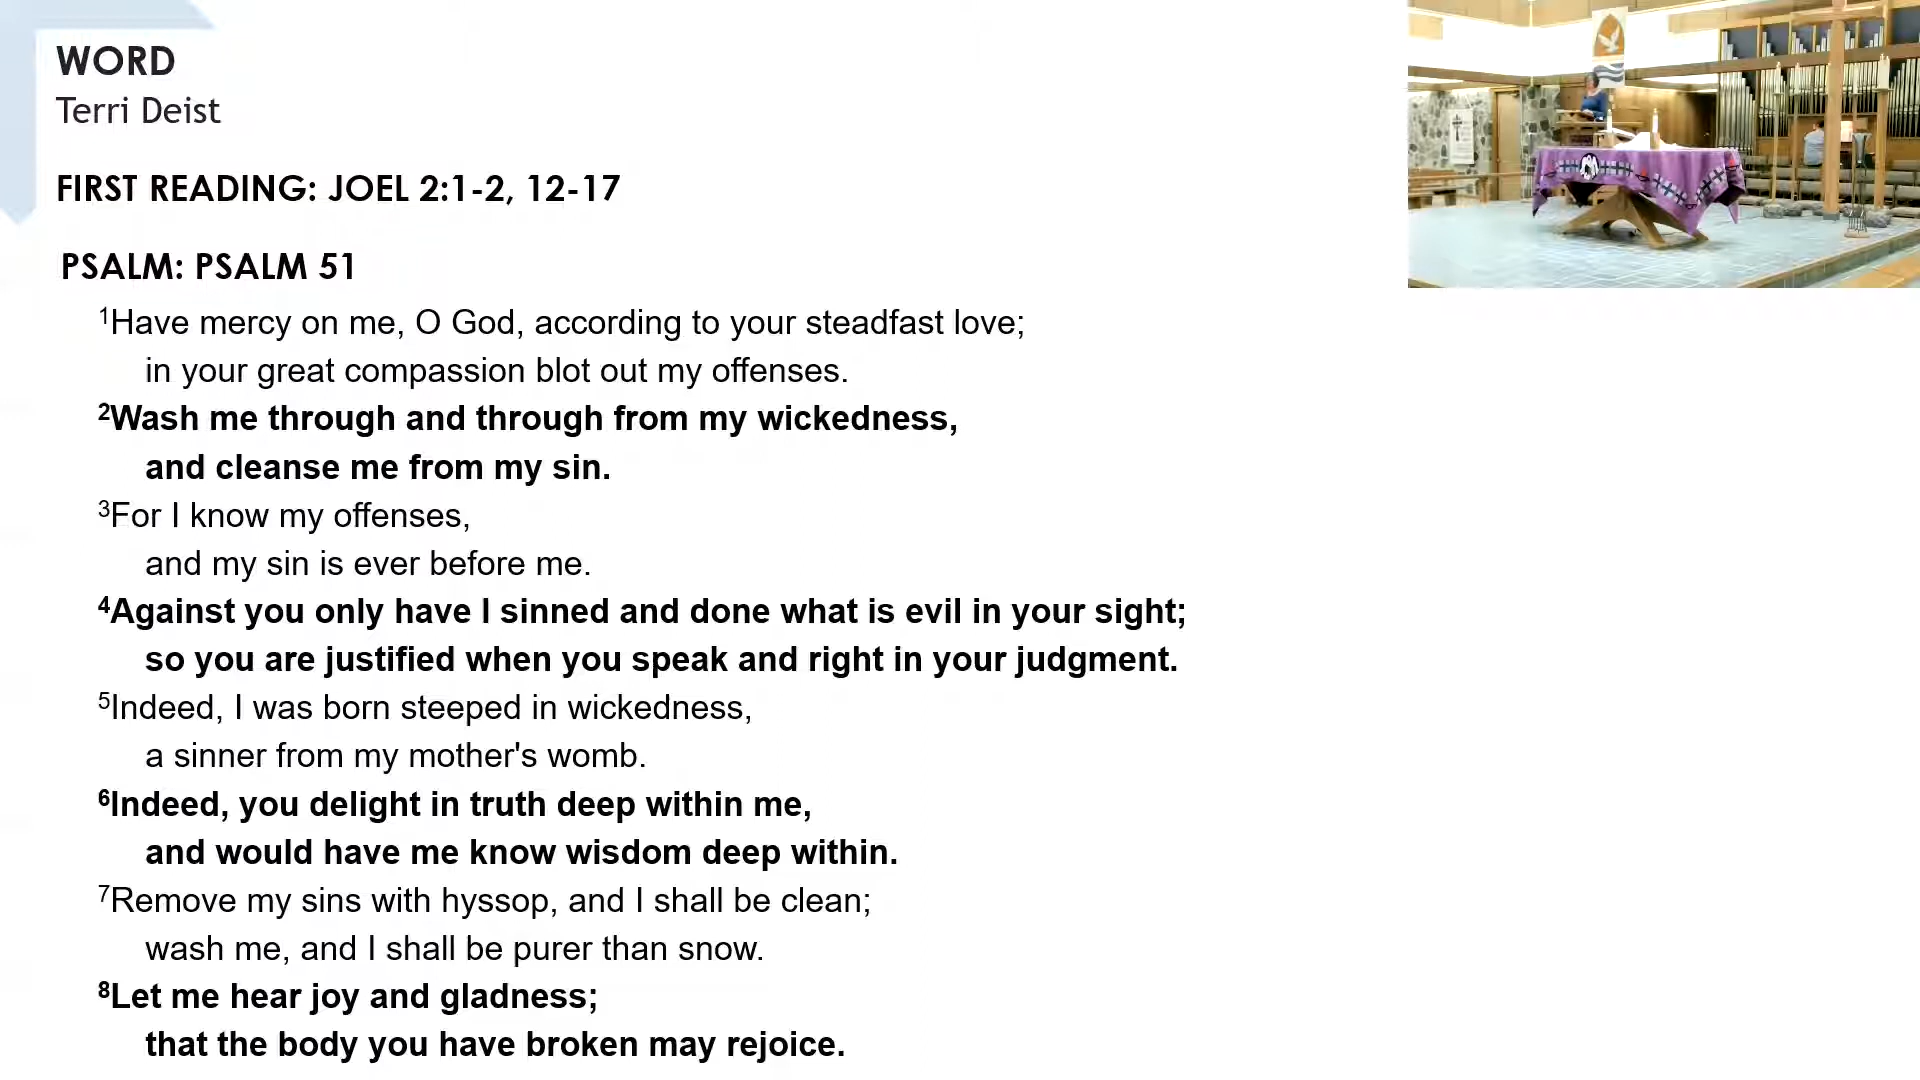 WORD
Terri Deist
FIRST READING: JOEL 2:1-2, 12-17
PSALM: PSALM 51
¹Have mercy on me, O God, according to your steadfast love;
in your great compassion blot out my offenses.
²Wash me through and through from my wickedness,
and cleanse me from my sin.
³For I know my offenses,
and my sin is ever before me.
⁴Against you only have I sinned and done what is evil in your sight;
so you are justified when you speak and right in your judgment.
⁵Indeed, I was born steeped in wickedness,
a sinner from my mother's womb.
⁶Indeed, you delight in truth deep within me,
and would have me know wisdom deep within.
⁷Remove my sins with hyssop, and I shall be clean;
wash me, and I shall be purer than snow.
⁸Let me hear joy and gladness;
that the body you have broken may rejoice.